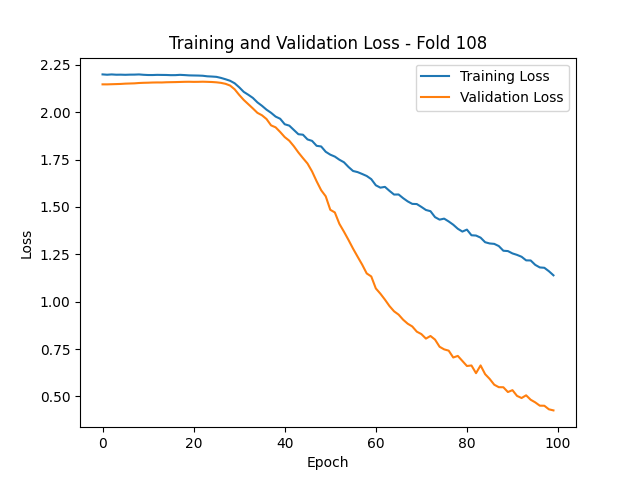 Training and Validation Loss - Fold 108
Training Loss
Validation Loss
Loss
2.25
2.00
1.75
1.50
1.25
1.00
0.75
0.50
0 20 40 60 80 100
Epoch